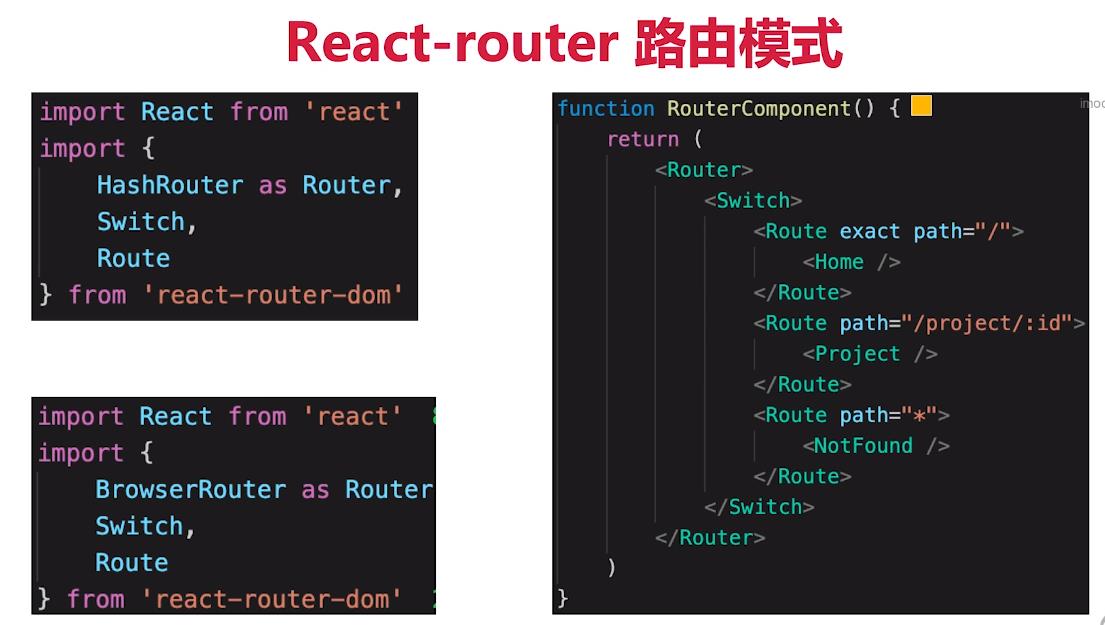 React-router 路由模式
import React from 'react'
import {
    HashRouter as Router,
    Switch,
    Route
} from 'react-router-dom'
import React from 'react'
import {
    BrowserRouter as Router
    Switch,
    Route
} from 'react-router-dom'
function RouterComponent() {
    return (
        <Router>
            <Switch>
                <Route exact path="/">
                    <Home />
                </Route>
                <Route path="/project/:id">
                    <Project />
                </Route>
                <Route path="*">
                    <NotFound />
                </Route>
            </Switch>
        </Router>
    )
}